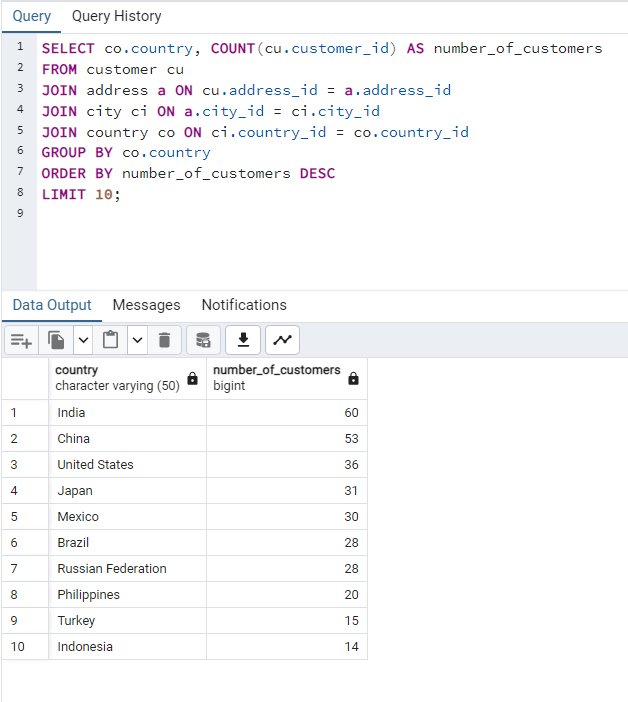 Query Query History
1 SELECT co.country, COUNT(cu.customer_id) AS number_of_customers
2 FROM customer cu
3 JOIN address a ON cu.address_id = a.address_id
4 JOIN city ci ON a.city_id = ci.city_id
5 JOIN country co ON ci.country_id = co.country_id
6 GROUP BY co.country
7 ORDER BY number_of_customers DESC
8 LIMIT 10;
9
Data Output Messages Notifications
country number_of_customers
character varying (50) bigint
1 India 60
2 China 53
3 United States 36
4 Japan 31
5 Mexico 30
6 Brazil 28
7 Russian Federation 28
8 Philippines 20
9 Turkey 15
10 Indonesia 14